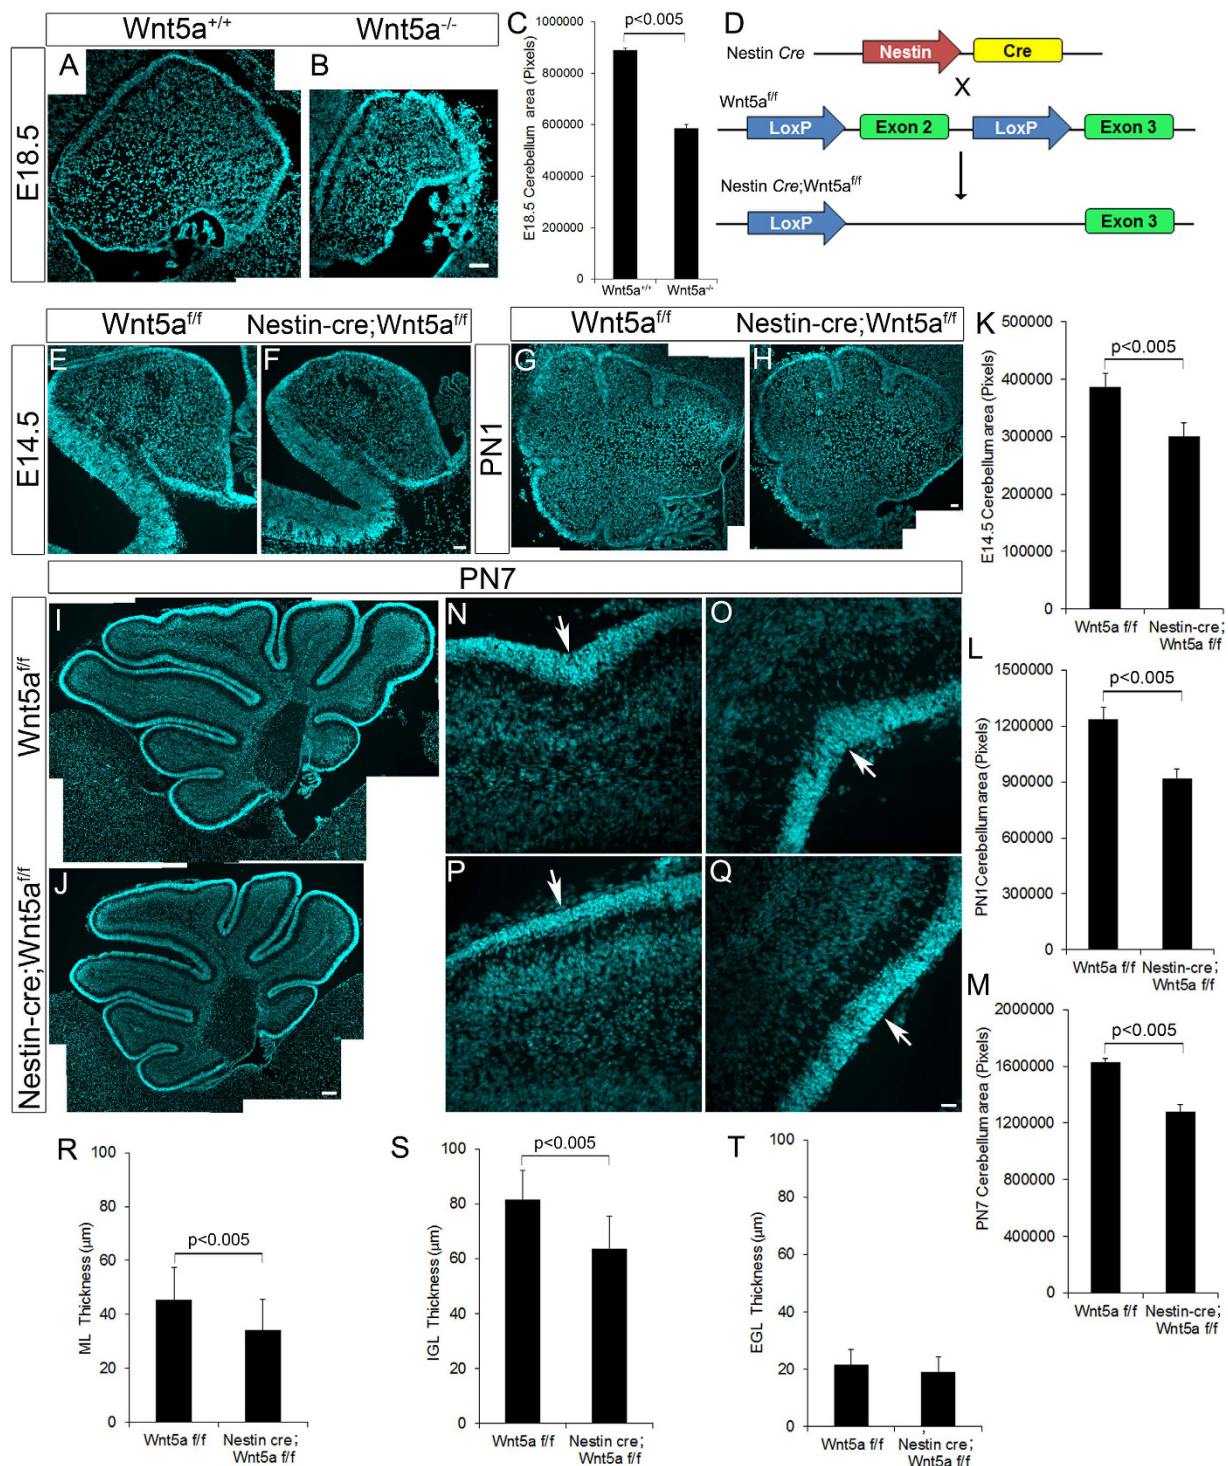 Wnt5a+/+ Wnt5a-/-
E18.5
A
B
C
p<0.005
E18.5 Cerebellum area (Pixels)
1000000
800000
600000
400000
200000
0
Wnt5a+/+ Wnt5a-/-
D
Nestin Cre
Nestin Cre
X
Wnt5af/f
LoxP Exon 2 LoxP Exon 3
Nestin Cre;Wnt5af/f
LoxP Exon 3
Wnt5af/f Nestin-cre;Wnt5af/f
E14.5
E
F
Wnt5af/f Nestin-cre;Wnt5af/f
PN1
G
H
K
p<0.005
E14.5 Cerebellum area (Pixels)
500000
400000
300000
200000
100000
0
Wnt5a f/f Nestin-cre;
Wnt5a f/f
PN7
Wnt5af/f
I
N
O
L
p<0.005
PN1Cerebellum area (Pixels)
1500000
1200000
900000
600000
300000
0
Wnt5a f/f Nestin-cre;
Wnt5a f/f
Nestin-cre;Wnt5af/f
J
P
Q
M
p<0.005
PN7 Cerebellum area (Pixels)
2000000
1600000
1200000
800000
400000
0
Wnt5a f/f Nestin-cre;
Wnt5a f/f
R
p<0.005
ML Thickness (µm)
100
80
60
40
20
0
Wnt5a f/f Nestin cre;
Wnt5a f/f
S
p<0.005
IGL Thickness (µm)
100
80
60
40
20
0
Wnt5a f/f Nestin cre;
Wnt5a f/f
T
EGL Thickness (µm)
100
80
60
40
20
0
Wnt5a f/f Nestin cre;
Wnt5a f/f